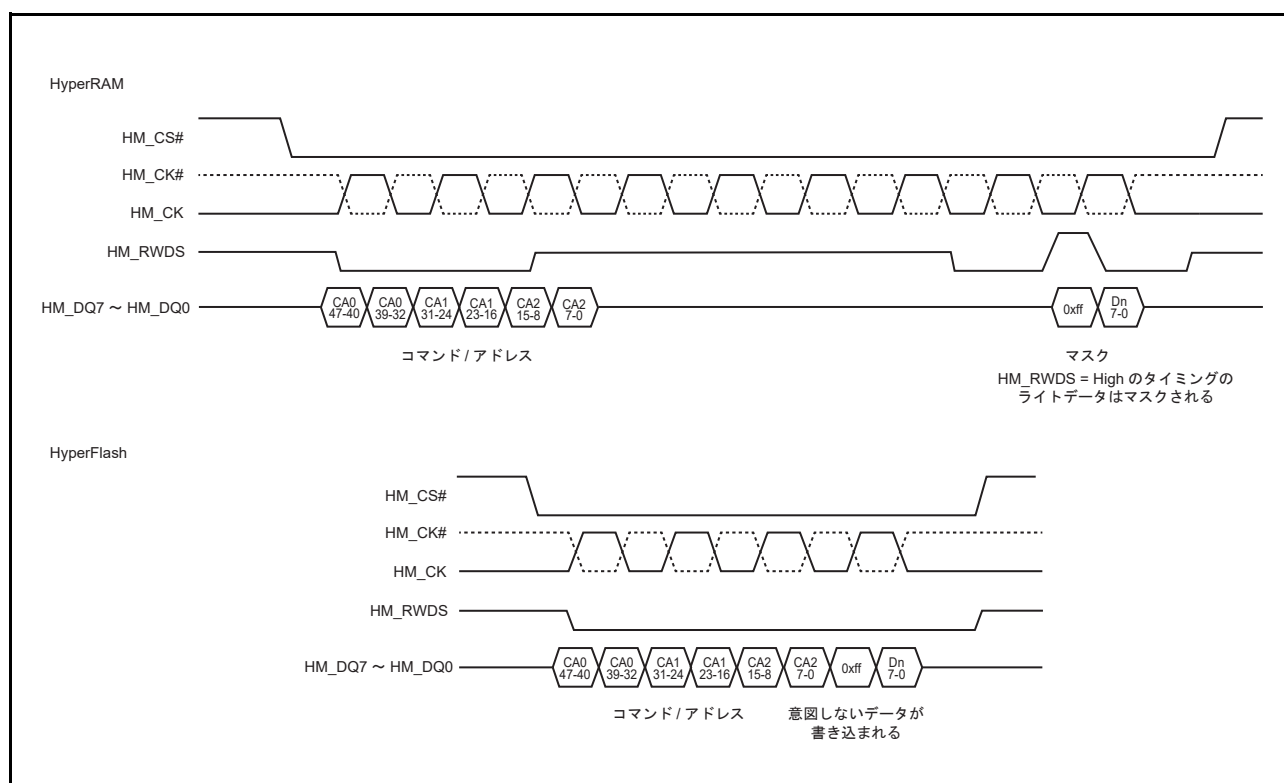 HyperRAM
HM_CS#
HM_CK#
HM_CK
HM_RWDS
HM_DQ7 ～ HM_DQ0
CA0 47-40
CA0 39-32
CA1 31-24
CA1 23-16
CA2 15-8
CA2 7-0
0xff
Dn 7-0
コマンド / アドレス
マスク
HM_RWDS = High のタイミングの
ライトデータはマスクされる
HyperFlash
HM_CS#
HM_CK#
HM_CK
HM_RWDS
HM_DQ7 ～ HM_DQ0
CA0 47-40
CA0 39-32
CA1 31-24
CA1 23-16
CA2 15-8
CA2 7-0
0xff
Dn 7-0
コマンド / アドレス
意図しないデータが
書き込まれる